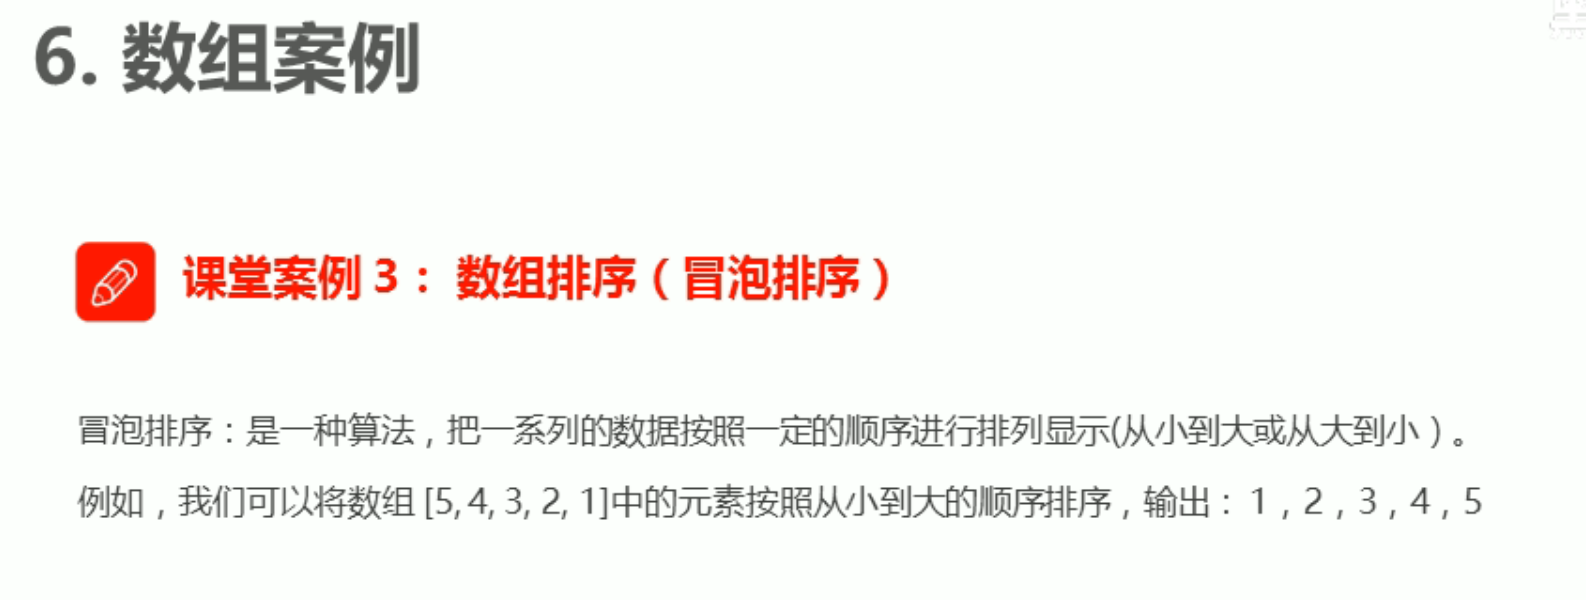 6. 数组案例
课堂案例 3： 数组排序（冒泡排序）
冒泡排序：是一种算法，把一系列的数据按照一定的顺序进行排列显示(从小到大或从大到小）。
例如，我们可以将数组 [5, 4, 3, 2, 1]中的元素按照从小到大的顺序排序，输出： 1，2，3，4，5